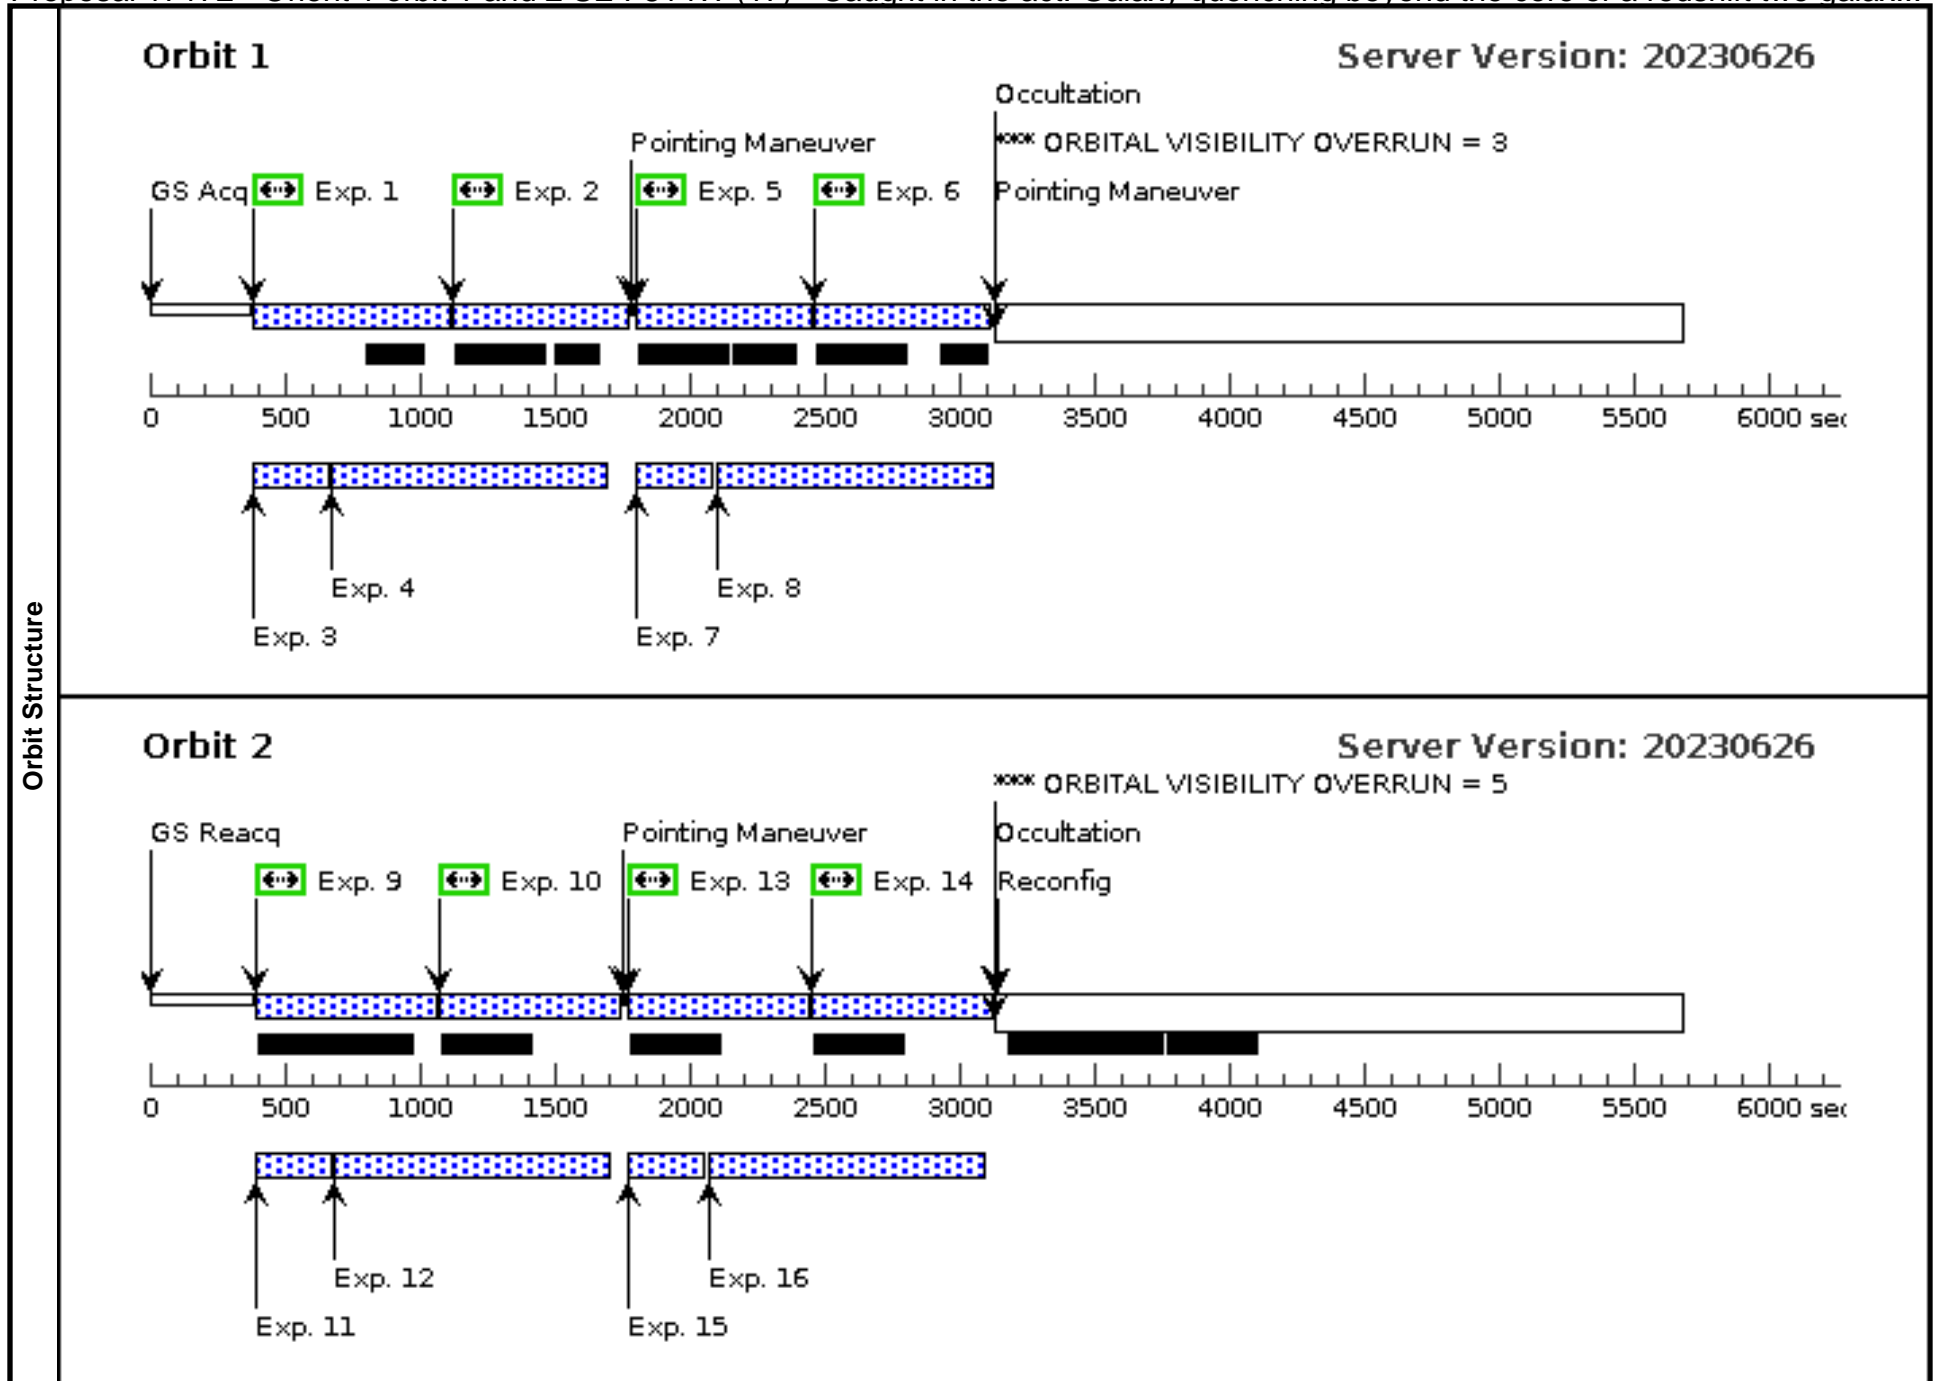 Orbit Structure
Orbit 1
Server Version: 20230626
Occultation
Pointing Maneuver
*** ORBITAL VISIBILITY OVERRUN = 3
GS Acq
Exp. 1
Exp. 2
Exp. 5
Exp. 6
Pointing Maneuver
0 500 1000 1500 2000 2500 3000 3500 4000 4500 5000 5500 6000 sec
Exp. 4
Exp. 8
Exp. 3
Exp. 7
Orbit 2
Server Version: 20230626
*** ORBITAL VISIBILITY OVERRUN = 5
GS Reacq
Pointing Maneuver
Occultation
Exp. 9
Exp. 10
Exp. 13
Exp. 14
Reconfig
0 500 1000 1500 2000 2500 3000 3500 4000 4500 5000 5500 6000 sec
Exp. 12
Exp. 16
Exp. 11
Exp. 15